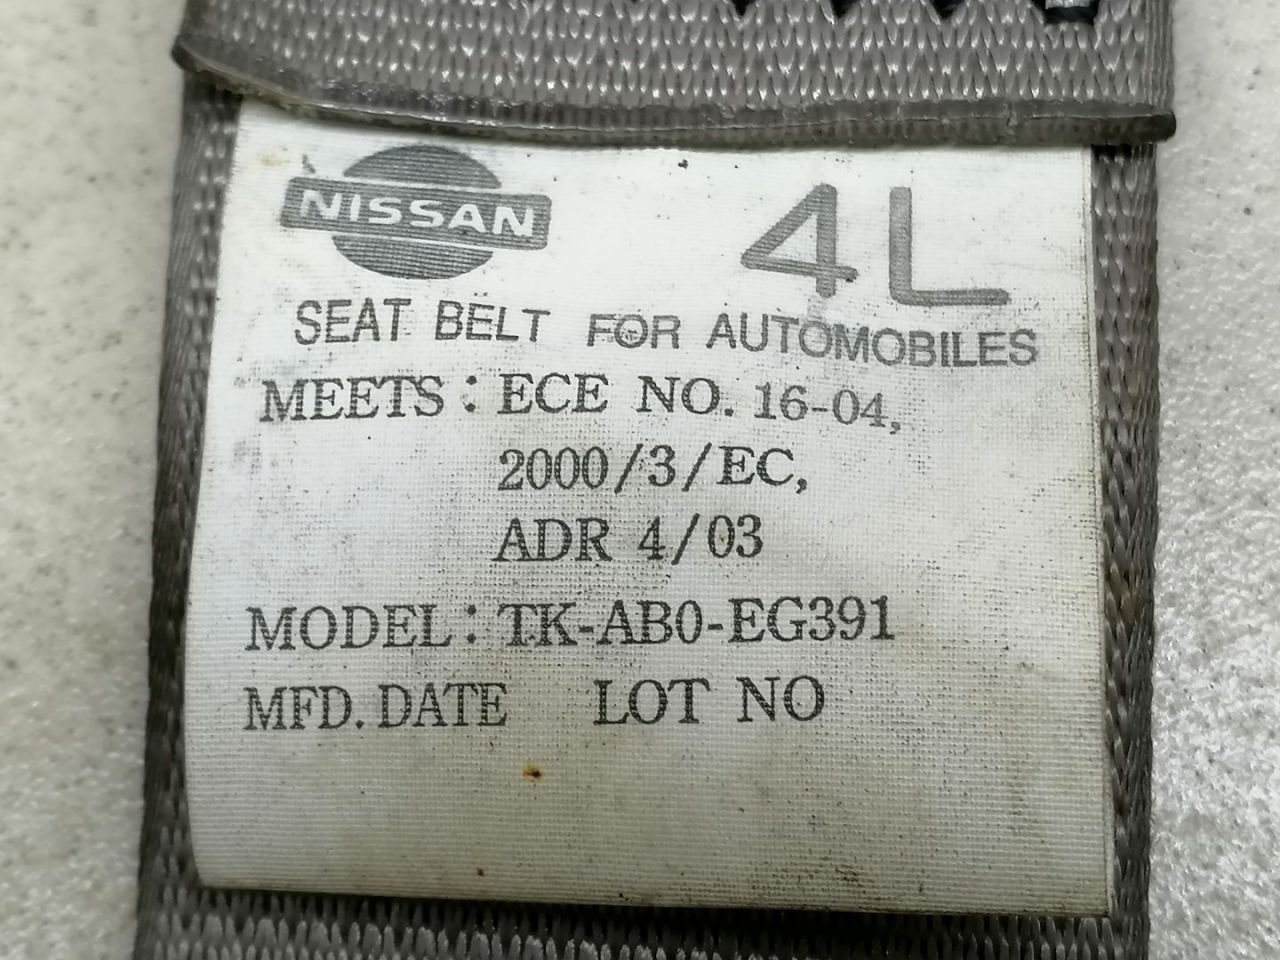 NISSAN 4L
SEAT BELT FOR AUTOMOBILES
MEETS : ECE NO. 16-04,
2000/3/EC,
ADR 4/03
MODEL : TK-AB0-EG391
MFD. DATE LOT NO